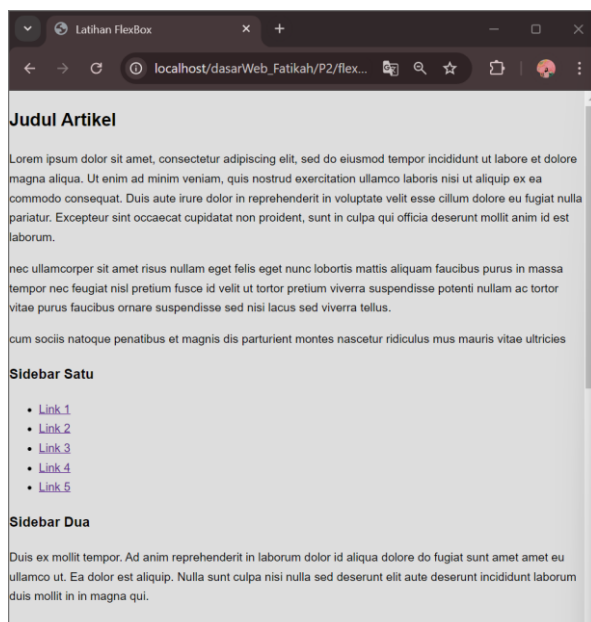 Latihan FlexBox
localhost/dasarWeb_Fatikah/P2/flex...
Judul Artikel
Lorem ipsum dolor sit amet, consectetur adipiscing elit, sed do eiusmod tempor incididunt ut labore et dolore
magna aliqua. Ut enim ad minim veniam, quis nostrud exercitation ullamco laboris nisi ut aliquip ex ea
commodo consequat. Duis aute irure dolor in reprehenderit in voluptate velit esse cillum dolore eu fugiat nulla
pariatur. Excepteur sint occaecat cupidatat non proident, sunt in culpa qui officia deserunt mollit anim id est
laborum.
nec ullamcorper sit amet risus nullam eget felis eget nunc lobortis mattis aliquam faucibus purus in massa
tempor nec feugiat nisl pretium fusce id velit ut tortor pretium viverra suspendisse potenti nullam ac tortor
vitae purus faucibus ornare suspendisse sed nisi lacus sed viverra tellus.
cum sociis natoque penatibus et magnis dis parturient montes nascetur ridiculus mus mauris vitae ultricies
Sidebar Satu
• Link 1
• Link 2
• Link 3
• Link 4
• Link 5
Sidebar Dua
Duis ex mollit tempor. Ad anim reprehenderit in laborum dolor id aliqua dolore do fugiat sunt amet amet eu
ullamco ut. Ea dolor est aliquip. Nulla sunt culpa nisi nulla sed deserunt elit aute deserunt incididunt laborum
duis mollit in in magna qui.